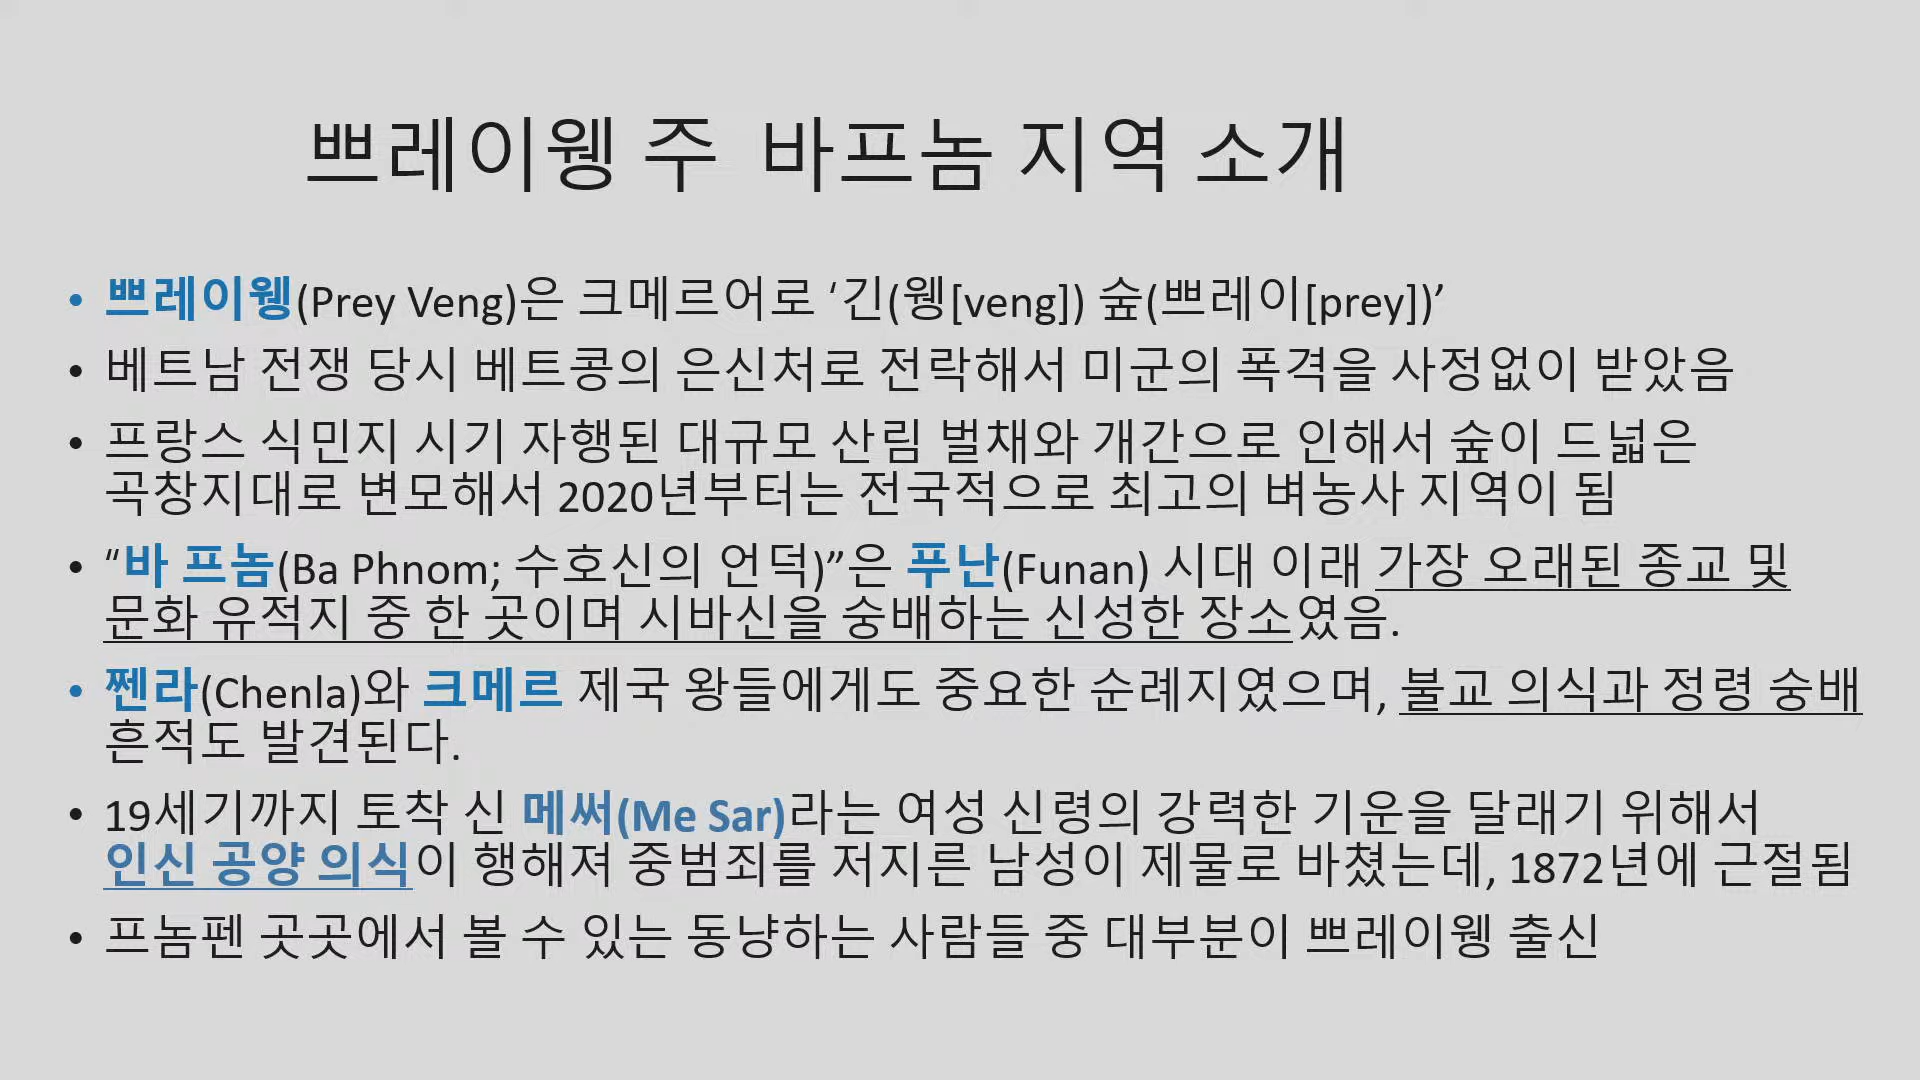 쁘레이웽 주 바프놈 지역 소개
• 쁘레이웽(Prey Veng)은 크메르어로 ‘긴(웽[veng]) 숲(쁘레이[prey])’
• 베트남 전쟁 당시 베트콩의 은신처로 전락해서 미군의 폭격을 사정없이 받았음
• 프랑스 식민지 시기 자행된 대규모 산림 벌채와 개간으로 인해서 숲이 드넓은
곡창지대로 변모해서 2020년부터는 전국적으로 최고의 벼농사 지역이 됨
• “바 프놈(Ba Phnom; 수호신의 언덕)”은 푸난(Funan) 시대 이래 가장 오래된 종교 및
문화 유적지 중 한 곳이며 시바신을 숭배하는 신성한 장소였음.
• 쩬라(Chenla)와 크메르 제국 왕들에게도 중요한 순례지였으며, 불교 의식과 정령 숭배
흔적도 발견된다.
• 19세기까지 토착 신 메써(Me Sar)라는 여성 신령의 강력한 기운을 달래기 위해서
인신 공양 의식이 행해져 중범죄를 저지른 남성이 제물로 바쳤는데, 1872년에 근절됨
• 프놈펜 곳곳에서 볼 수 있는 동냥하는 사람들 중 대부분이 쁘레이웽 출신